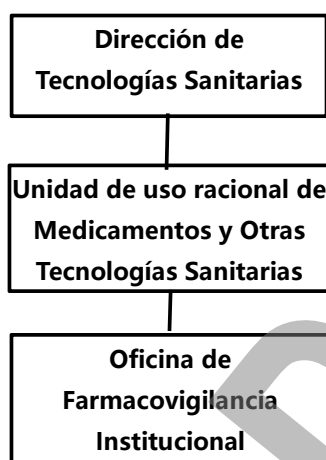 Dirección de
Tecnologías Sanitarias
Unidad de uso racional de
Medicamentos y Otras
Tecnologías Sanitarias
Oficina de
Farmacovigilancia
Institucional